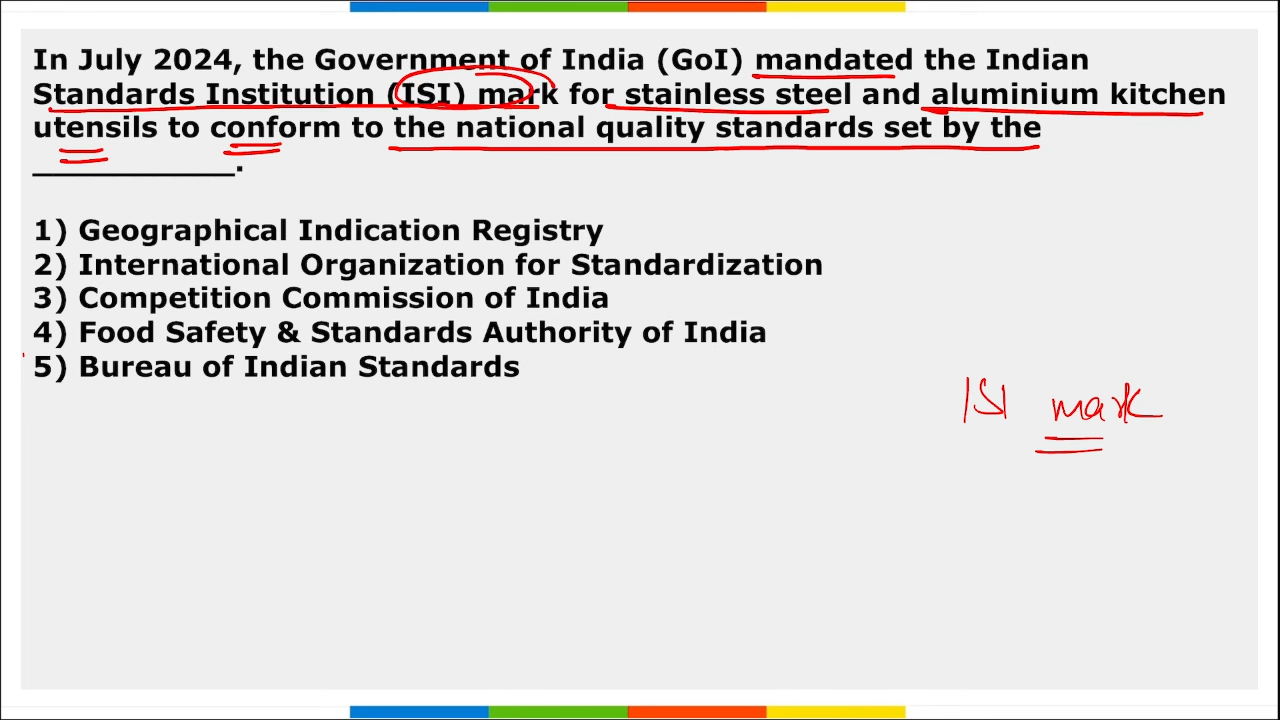 In July 2024, the Government of India (GoI) mandated the Indian
Standards Institution (ISI) mark for stainless steel and aluminium kitchen
utensils to conform to the national quality standards set by the
____________.
1) Geographical Indication Registry
2) International Organization for Standardization
3) Competition Commission of India
4) Food Safety & Standards Authority of India
5) Bureau of Indian Standards
ISI mark